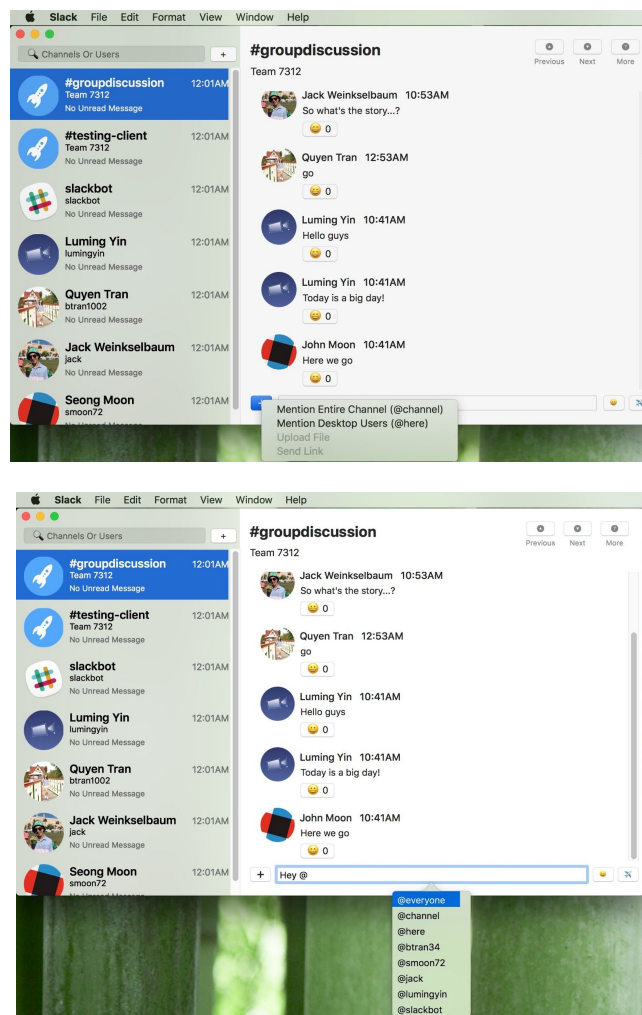 Slack File Edit Format View Window Help
Channels Or Users +
#groupdiscussion 12:01AM
Team 7312
No Unread Message
#testing-client 12:01AM
Team 7312
No Unread Message
slackbot 12:01AM
slackbot
No Unread Message
Luming Yin 12:01AM
lumingyin
No Unread Message
Quyen Tran 12:01AM
btran1002
No Unread Message
Jack Weinkselbaum 12:01AM
jack
No Unread Message
Seong Moon 12:01AM
smoon72
#groupdiscussion
Team 7312
Previous Next More
Jack Weinkselbaum 10:53AM
So what's the story...?
😀 0
Quyen Tran 12:53AM
go
😀 0
Luming Yin 10:41AM
Hello guys
😀 0
Luming Yin 10:41AM
Today is a big day!
😀 0
John Moon 10:41AM
Here we go
😀 0
Mention Entire Channel (@channel)
Mention Desktop Users (@here)
Upload File
Send Link
Slack File Edit Format View Window Help
Channels Or Users +
#groupdiscussion 12:01AM
Team 7312
No Unread Message
#testing-client 12:01AM
Team 7312
No Unread Message
slackbot 12:01AM
slackbot
No Unread Message
Luming Yin 12:01AM
lumingyin
No Unread Message
Quyen Tran 12:01AM
btran1002
No Unread Message
Jack Weinkselbaum 12:01AM
jack
No Unread Message
Seong Moon 12:01AM
smoon72
#groupdiscussion
Team 7312
Previous Next More
Jack Weinkselbaum 10:53AM
So what's the story...?
😀 0
Quyen Tran 12:53AM
go
😀 0
Luming Yin 10:41AM
Hello guys
😀 0
Luming Yin 10:41AM
Today is a big day!
😀 0
John Moon 10:41AM
Here we go
😀 0
+ Hey @
@everyone
@channel
@here
@btran34
@smoon72
@jack
@lumingyin
@slackbot